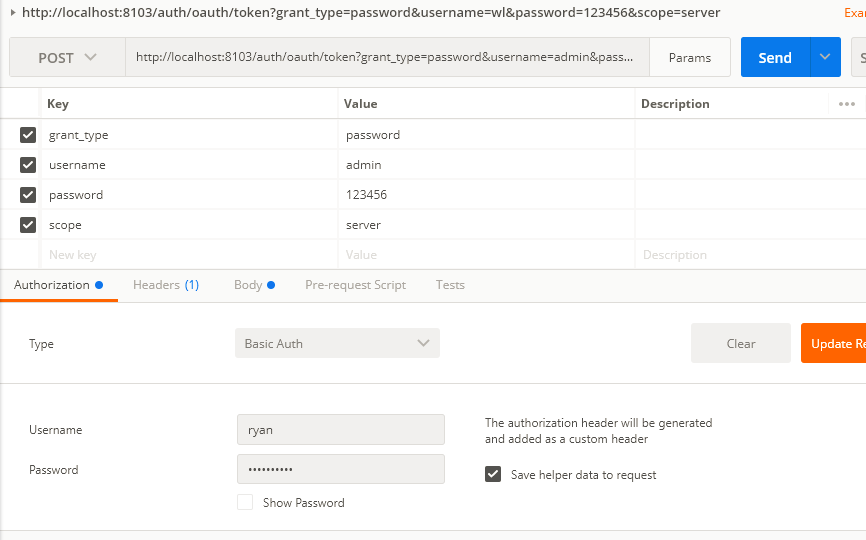 http://localhost:8103/auth/oauth/token?grant_type=password&username=wl&password=123456&scope=server
POST http://localhost:8103/auth/oauth/token?grant_type=password&username=admin&pass... Params Send
Key Value Description
grant_type password
username admin
password 123456
scope server
New key Value Description
Authorization Headers (1) Body Pre-request Script Tests
Type Basic Auth Clear Update Re
Username ryan The authorization header will be generated
and added as a custom header
Password •••••••••• Save helper data to request
Show Password